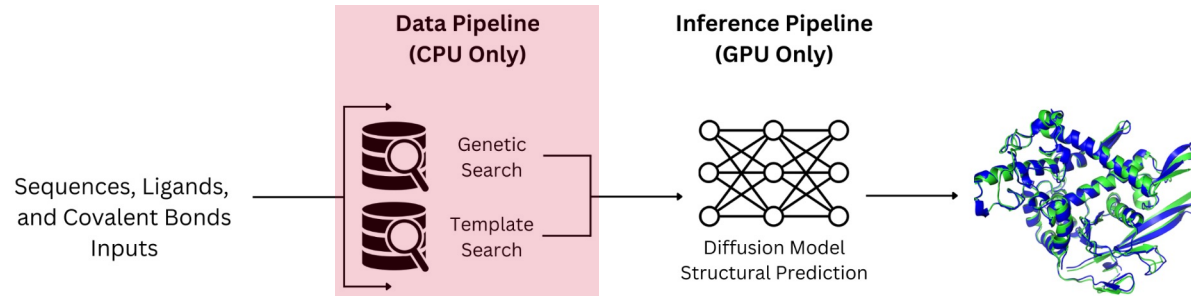 Data Pipeline
(CPU Only)
Inference Pipeline
(GPU Only)
Sequences, Ligands,
and Covalent Bonds
Inputs
Genetic
Search
Template
Search
Diffusion Model
Structural Prediction